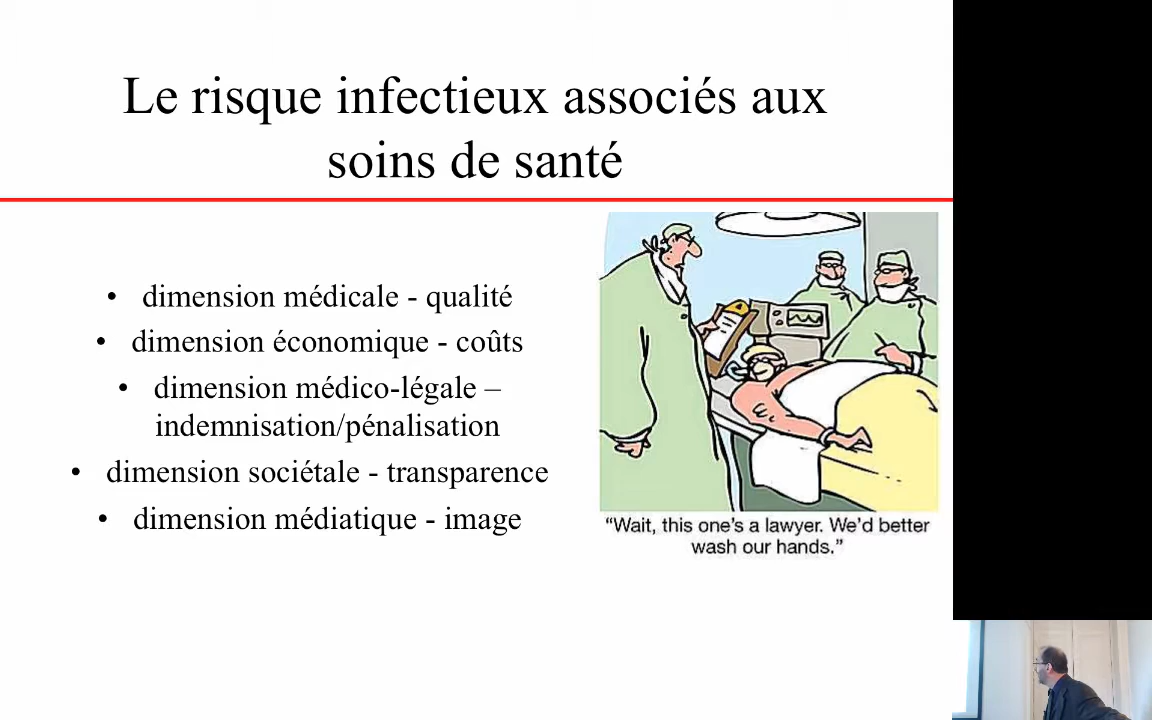 Le risque infectieux associés aux
soins de santé
• dimension médicale - qualité
• dimension économique - coûts
• dimension médico-légale –
indemnisation/pénalisation
• dimension sociétale - transparence
• dimension médiatique - image
“Wait, this one’s a lawyer. We’d better
wash our hands.”